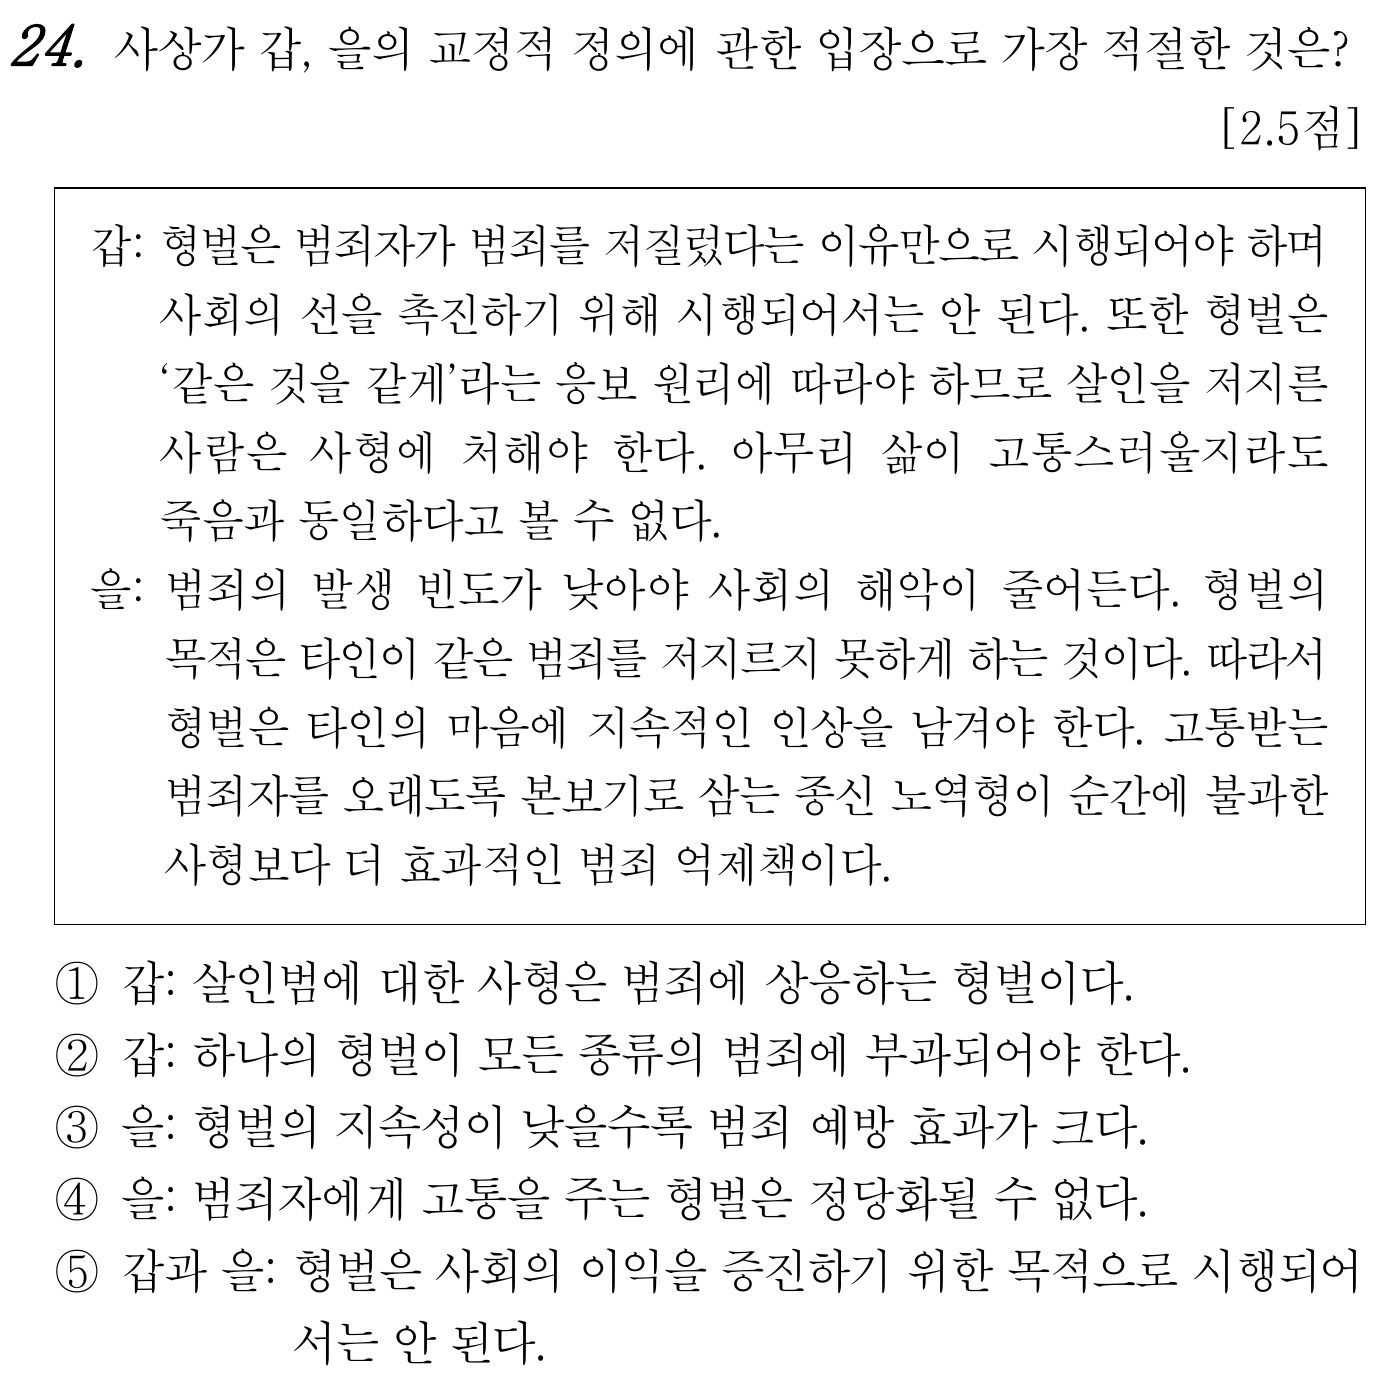 24. 사상가 갑, 을의 교정적 정의에 관한 입장으로 가장 적절한 것은?
[2.5점]
갑: 형벌은 범죄자가 범죄를 저질렀다는 이유만으로 시행되어야 하며
사회의 선을 촉진하기 위해 시행되어서는 안 된다. 또한 형벌은
‘같은 것을 같게’라는 응보 원리에 따라야 하므로 살인을 저지른
사람은 사형에 처해야 한다. 아무리 삶이 고통스러울지라도
죽음과 동일하다고 볼 수 없다.
을: 범죄의 발생 빈도가 낮아야 사회의 해악이 줄어든다. 형벌의
목적은 타인이 같은 범죄를 저지르지 못하게 하는 것이다. 따라서
형벌은 타인의 마음에 지속적인 인상을 남겨야 한다. 고통받는
범죄자를 오래도록 본보기로 삼는 종신 노역형이 순간에 불과한
사형보다 더 효과적인 범죄 억제책이다.
① 갑: 살인범에 대한 사형은 범죄에 상응하는 형벌이다.
② 갑: 하나의 형벌이 모든 종류의 범죄에 부과되어야 한다.
③ 을: 형벌의 지속성이 낮을수록 범죄 예방 효과가 크다.
④ 을: 범죄자에게 고통을 주는 형벌은 정당화될 수 없다.
⑤ 갑과 을: 형벌은 사회의 이익을 증진하기 위한 목적으로 시행되어
서는 안 된다.